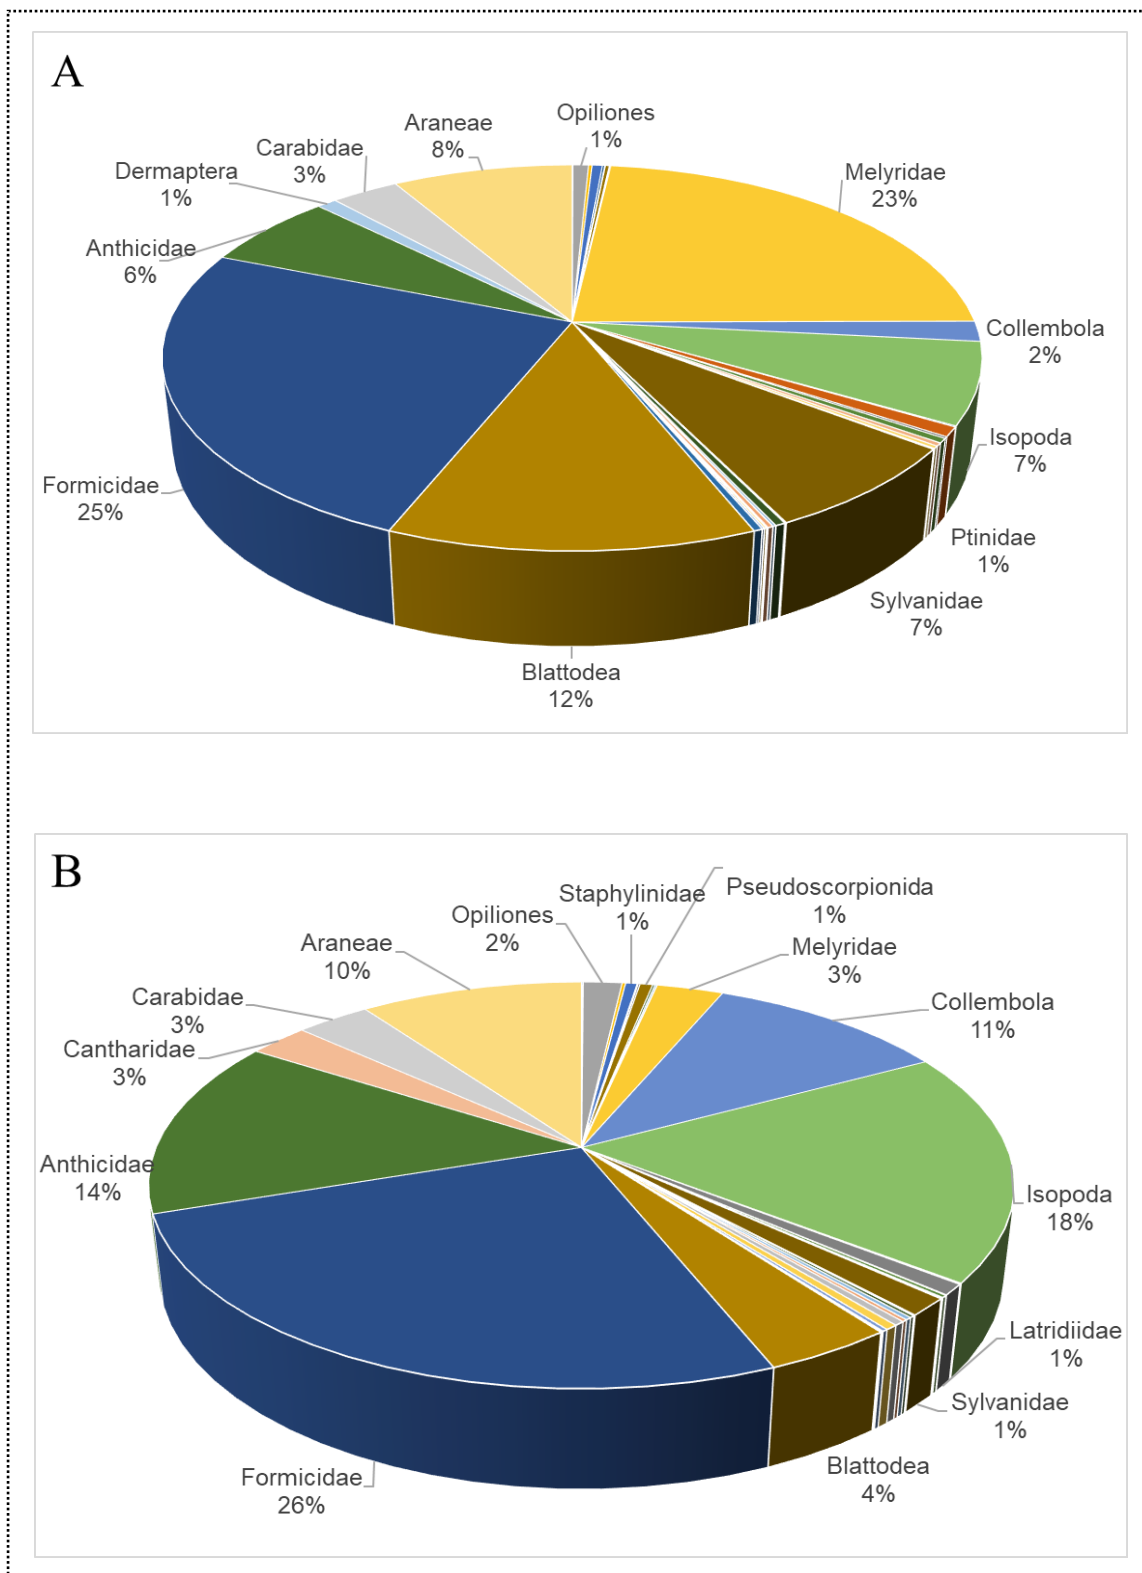 A
Opiliones
1%
Araneae
8%
Carabidae
3%
Dermaptera
1%
Melyridae
23%
Anthicidae
6%
Collembola
2%
Isopoda
7%
Formicidae
25%
Ptinidae
1%
Sylvanidae
7%
Blattodea
12%
B
Staphylinidae
1%
Pseudoscorpionida
1%
Opiliones
2%
Araneae
10%
Melyridae
3%
Carabidae
3%
Collembola
11%
Cantharidae
3%
Anthicidae
14%
Isopoda
18%
Latridiidae
1%
Sylvanidae
1%
Blattodea
4%
Formicidae
26%